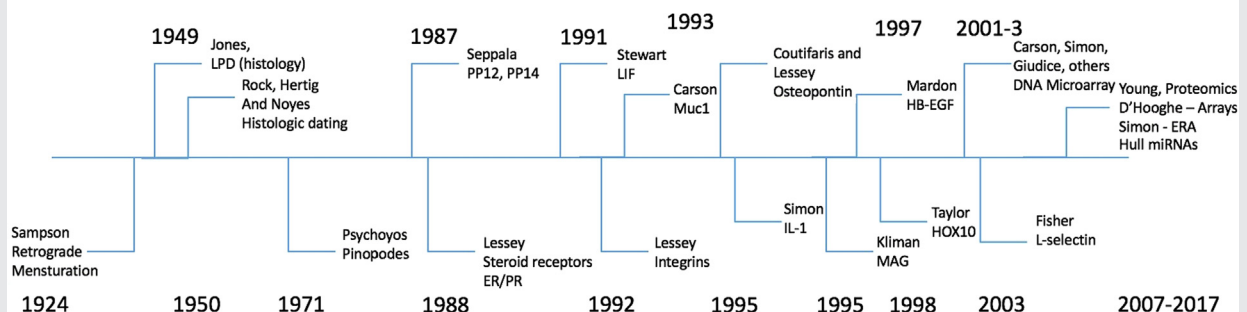 1949
Jones,
LPD (histology)
Rock, Hertig
And Noyes
Histologic dating
1987
Seppala
PP12, PP14
1991
Stewart
LIF
Carson
Muc1
1993
Coutifaris and
Lessey
Osteopontin
1997
Mardon
HB-EGF
2001-3
Carson, Simon,
Giudice, others
DNA Microarray
Young, Proteomics
D'Hooghe – Arrays
Simon - ERA
Hull miRNAs
Sampson
Retrograde
Mensturation
Psychoyos
Pinopodes
Lessey
Steroid receptors
ER/PR
Lessey
Integrins
Simon
IL-1
Kliman
MAG
Taylor
HOX10
Fisher
L-selectin
1924
1950
1971
1988
1992
1995
1995
1998
2003
2007-2017